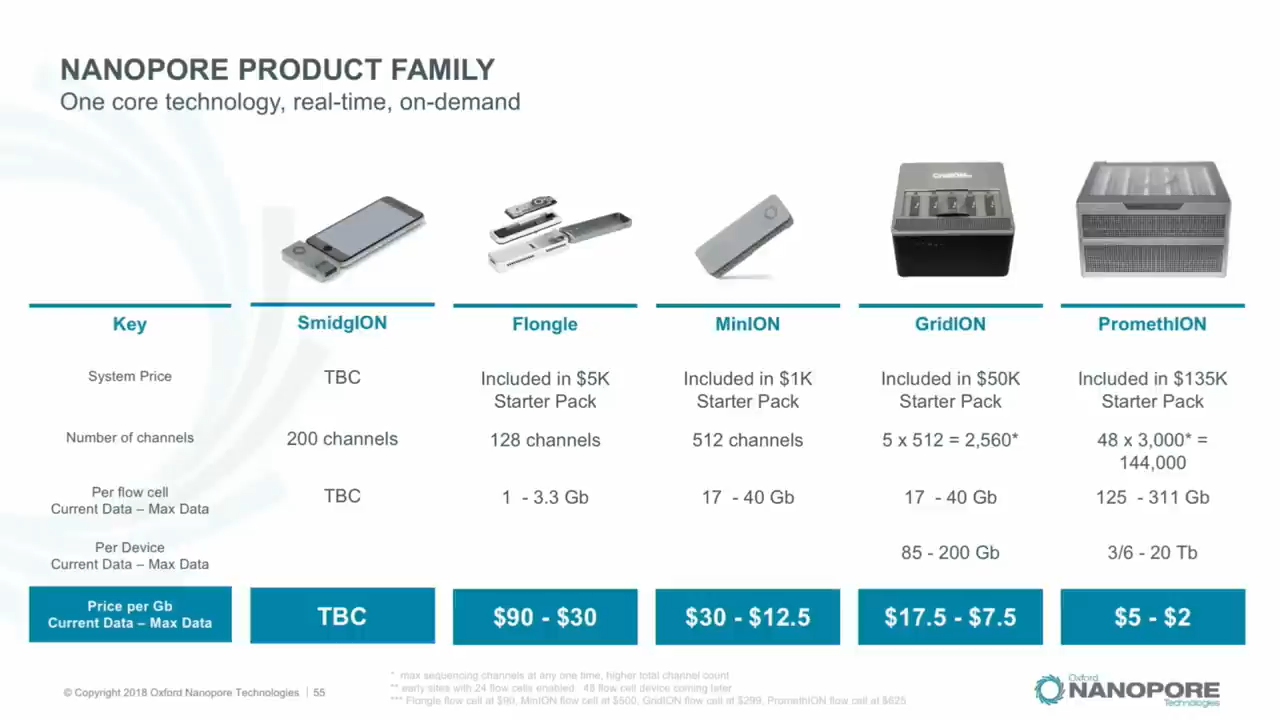 NANOPORE PRODUCT FAMILY
One core technology, real-time, on-demand
Key
SmidgION
Flongle
MinION
GridION
PromethION
System Price
TBC
Included in $5K
Starter Pack
Included in $1K
Starter Pack
Included in $50K
Starter Pack
Included in $135K
Starter Pack
Number of channels
200 channels
128 channels
512 channels
5 x 512 = 2,560*
48 x 3,000* =
144,000
Per flow cell
Current Data – Max Data
TBC
1 - 3.3 Gb
17 - 40 Gb
17 - 40 Gb
125 - 311 Gb
Per Device
Current Data – Max Data
85 - 200 Gb
3/6 - 20 Tb
Price per Gb
Current Data – Max Data
TBC
$90 - $30
$30 - $12.5
$17.5 - $7.5
$5 - $2
* max sequencing channels at any one time, higher total channel count
** early sites with 24 flow cells enabled. 48 flow cell device coming later
*** Flongle flow cell at $90, MinION flow cell at $500, GridION flow cell at $299, PromethION flow cell at $625
© Copyright 2018 Oxford Nanopore Technologies | 55
Oxford
NANOPORE
Technologies